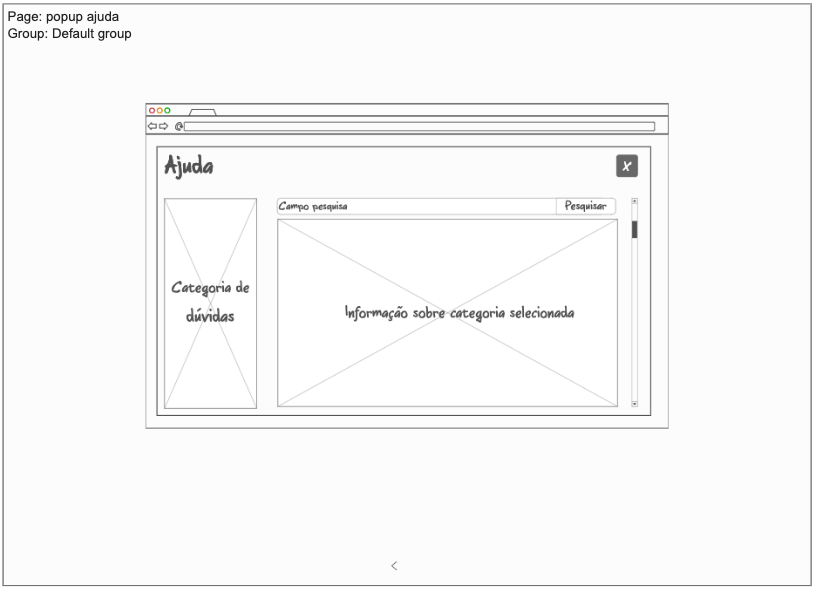 Page: popup ajuda
Group: Default group
@
Ajuda
X
Campo pesquisa
Pesquisar
Categoria de
dúvidas
Informação sobre categoria selecionada
<